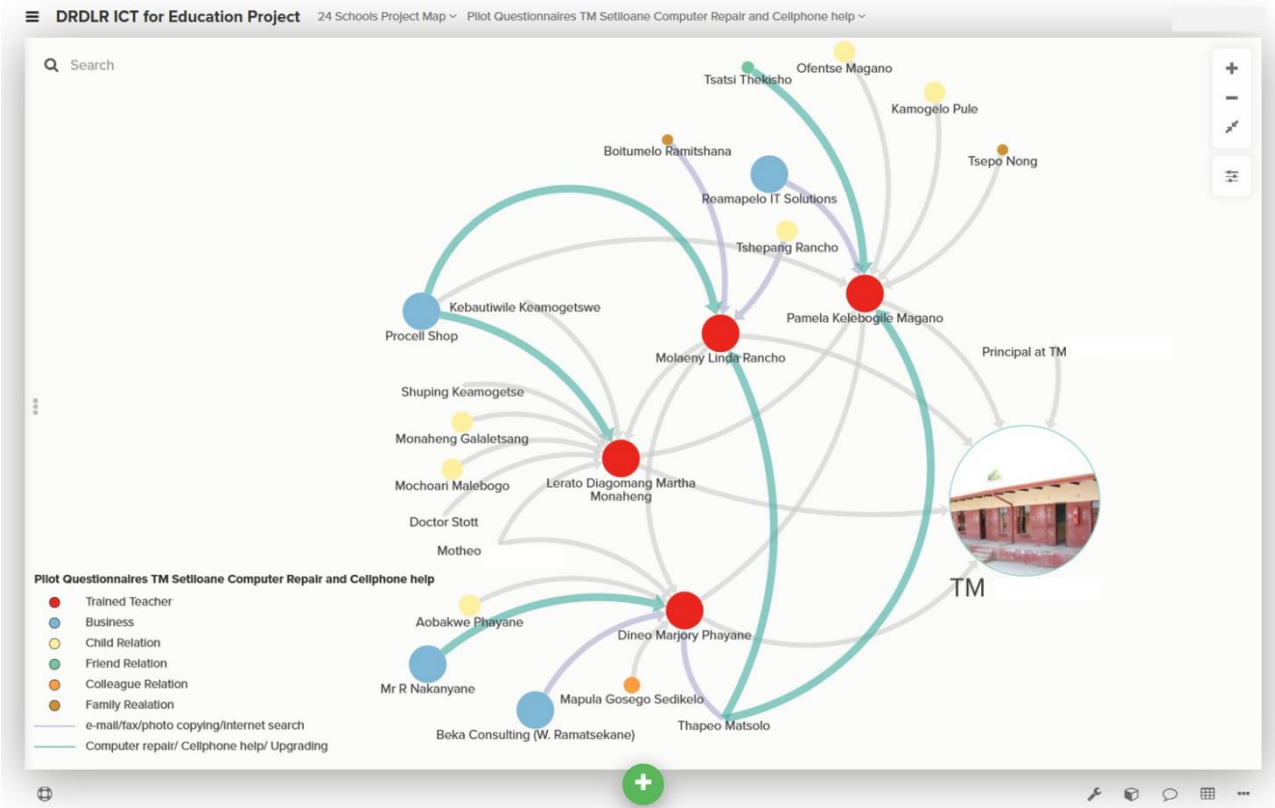 DRDLR ICT for Education Project
24 Schools Project Map
Pilot Questionnaires TM Setiloane Computer Repair and Cellphone help
Search
Ofentse Magano
Tsatsi Thekisho
Kamogelo Pule
Boitumelo Ramitshana
Tsepo Nong
Reamapelo IT Solutions
Tshepang Rancho
Kebautiwile Keamogetswe
Pamela Kelebogile Magano
Procell Shop
Molaeny Linda Rancho
Principal at TM
Shuping Keamogetse
Monaheng Galaletsang
Mochoari Malebogo
Lerato Diagomang Martha
Monaheng
Doctor Stott
Motheo
TM
Aobakwe Phayane
Dineo Marjory Phayane
Mr R Nakanyane
Mapula Gosego Sedikelo
Thapeo Matsolo
Beka Consulting (W. Ramatsekane)
Pilot Questionnaires TM Setiloane Computer Repair and Cellphone help
Trained Teacher
Business
Child Relation
Friend Relation
Colleague Relation
Family Realation
e-mail/fax/photo copying/internet search
Computer repair/ Cellphone help/ Upgrading